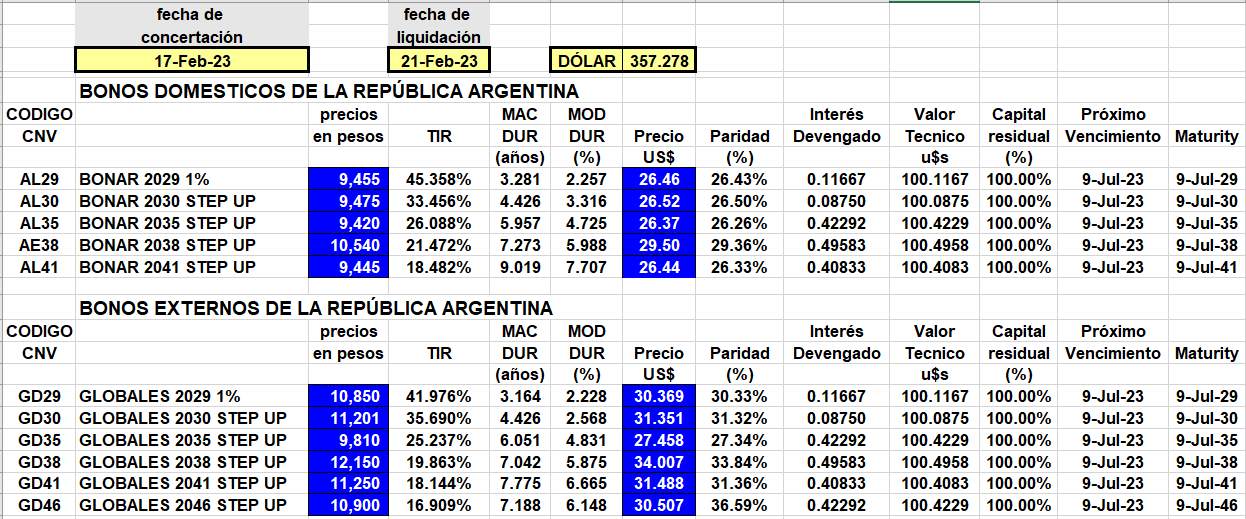 fecha de fecha de
concertación liquidación
17-Feb-23 21-Feb-23 DÓLAR 357.278
BONOS DOMESTICOS DE LA REPÚBLICA ARGENTINA
CODIGO precios MAC MOD Interés Valor Capital Próximo
CNV en pesos TIR DUR DUR Precio Paridad Devengado Tecnico residual Vencimiento Maturity
(años) (%) US$ (%) u$s (%)
AL29 BONAR 2029 1% 9,455 45.358% 3.281 2.257 26.46 26.43% 0.11667 100.1167 100.00% 9-Jul-23 9-Jul-29
AL30 BONAR 2030 STEP UP 9,475 33.456% 4.426 3.316 26.52 26.50% 0.08750 100.0875 100.00% 9-Jul-23 9-Jul-30
AL35 BONAR 2035 STEP UP 9,420 26.088% 5.957 4.725 26.37 26.26% 0.42292 100.4229 100.00% 9-Jul-23 9-Jul-35
AE38 BONAR 2038 STEP UP 10,540 21.472% 7.273 5.988 29.50 29.36% 0.49583 100.4958 100.00% 9-Jul-23 9-Jul-38
AL41 BONAR 2041 STEP UP 9,445 18.482% 9.019 7.707 26.44 26.33% 0.40833 100.4083 100.00% 9-Jul-23 9-Jul-41
BONOS EXTERNOS DE LA REPÚBLICA ARGENTINA
CODIGO precios MAC MOD Interés Valor Capital Próximo
CNV en pesos TIR DUR DUR Precio Paridad Devengado Tecnico residual Vencimiento Maturity
(años) (%) US$ (%) u$s (%)
GD29 GLOBALES 2029 1% 10,850 41.976% 3.164 2.228 30.369 30.33% 0.11667 100.1167 100.00% 9-Jul-23 9-Jul-29
GD30 GLOBALES 2030 STEP UP 11,201 35.690% 4.426 2.568 31.351 31.32% 0.08750 100.0875 100.00% 9-Jul-23 9-Jul-30
GD35 GLOBALES 2035 STEP UP 9,810 25.237% 6.051 4.831 27.458 27.34% 0.42292 100.4229 100.00% 9-Jul-23 9-Jul-35
GD38 GLOBALES 2038 STEP UP 12,150 19.863% 7.042 5.875 34.007 33.84% 0.49583 100.4958 100.00% 9-Jul-23 9-Jul-38
GD41 GLOBALES 2041 STEP UP 11,250 18.144% 7.775 6.665 31.488 31.36% 0.40833 100.4083 100.00% 9-Jul-23 9-Jul-41
GD46 GLOBALES 2046 STEP UP 10,900 16.909% 7.188 6.148 30.507 36.59% 0.42292 100.4229 100.00% 9-Jul-23 9-Jul-46